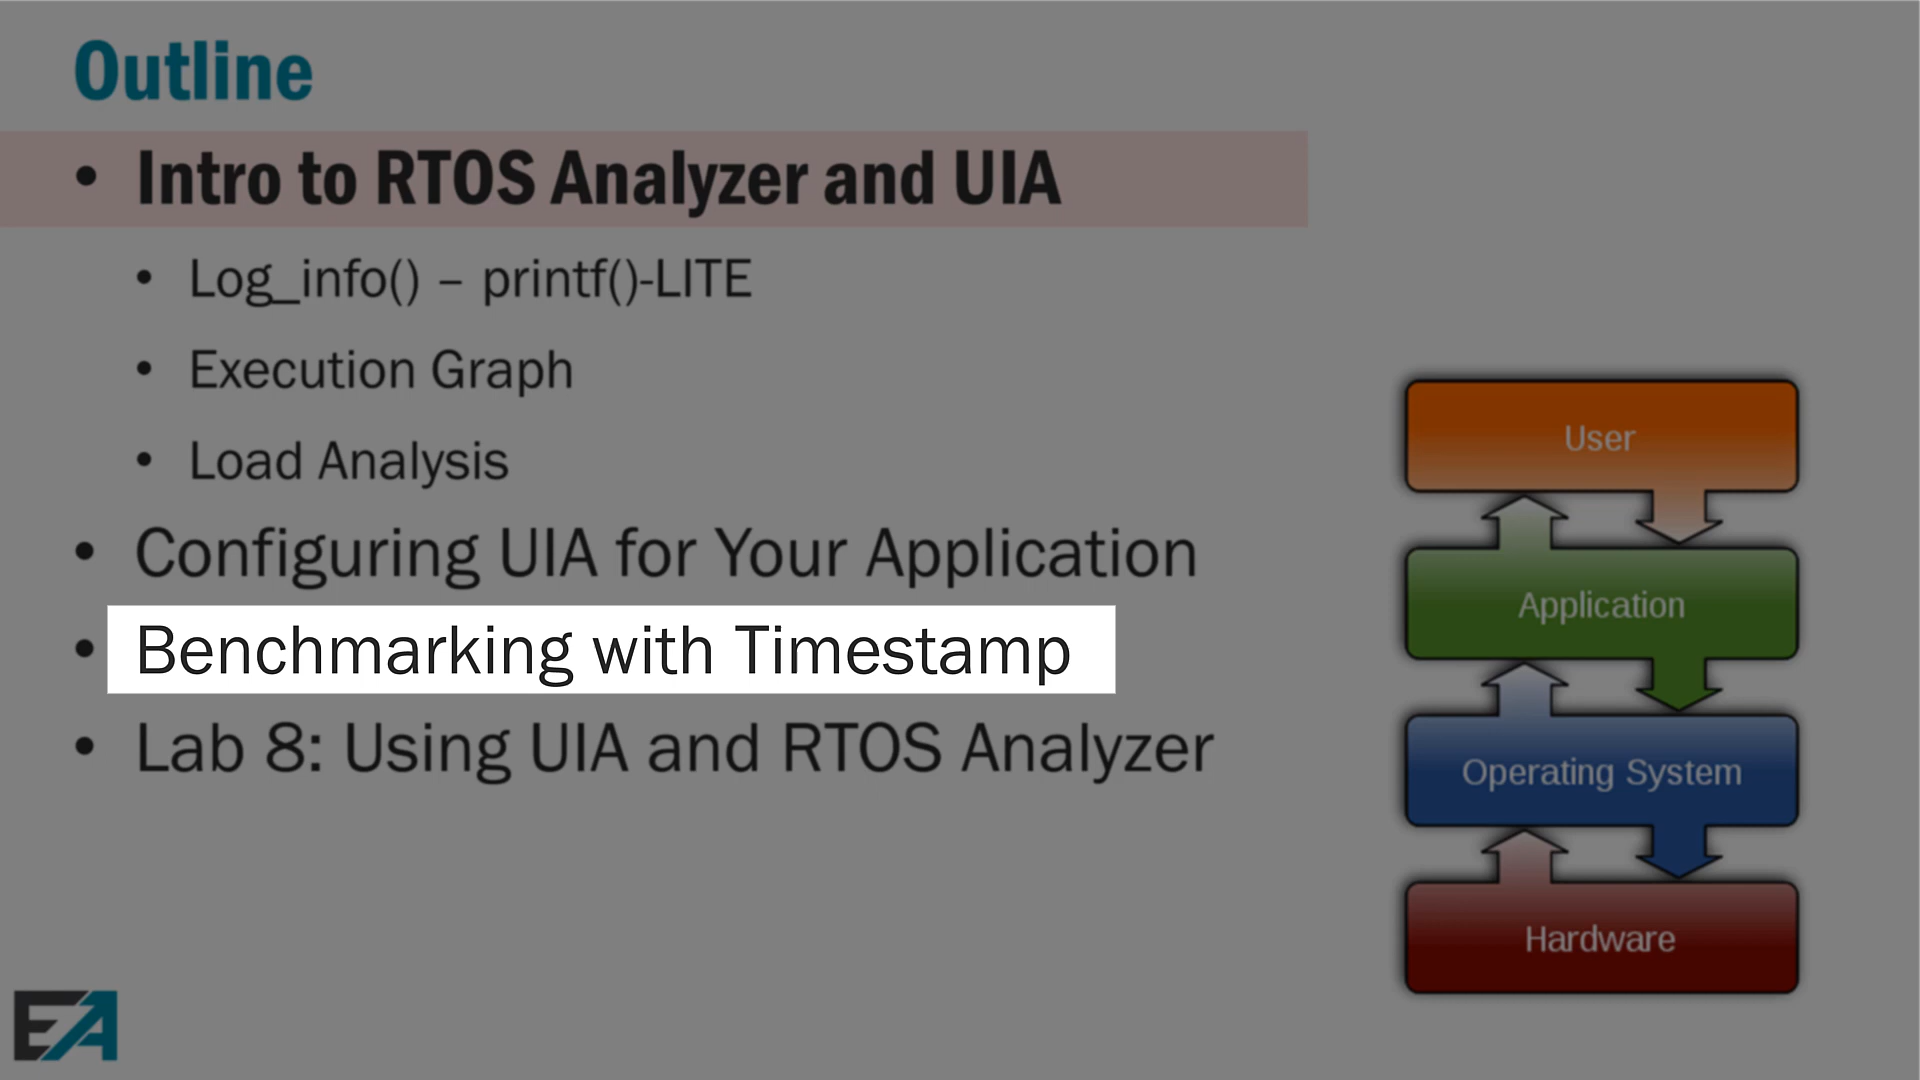 Outline
• Intro to RTOS Analyzer and UIA
• Log_info() – printf()-LITE
• Execution Graph
• Load Analysis
• Configuring UIA for Your Application
• Benchmarking with Timestamp
• Lab 8: Using UIA and RTOS Analyzer
User
Application
Operating System
Hardware
EA